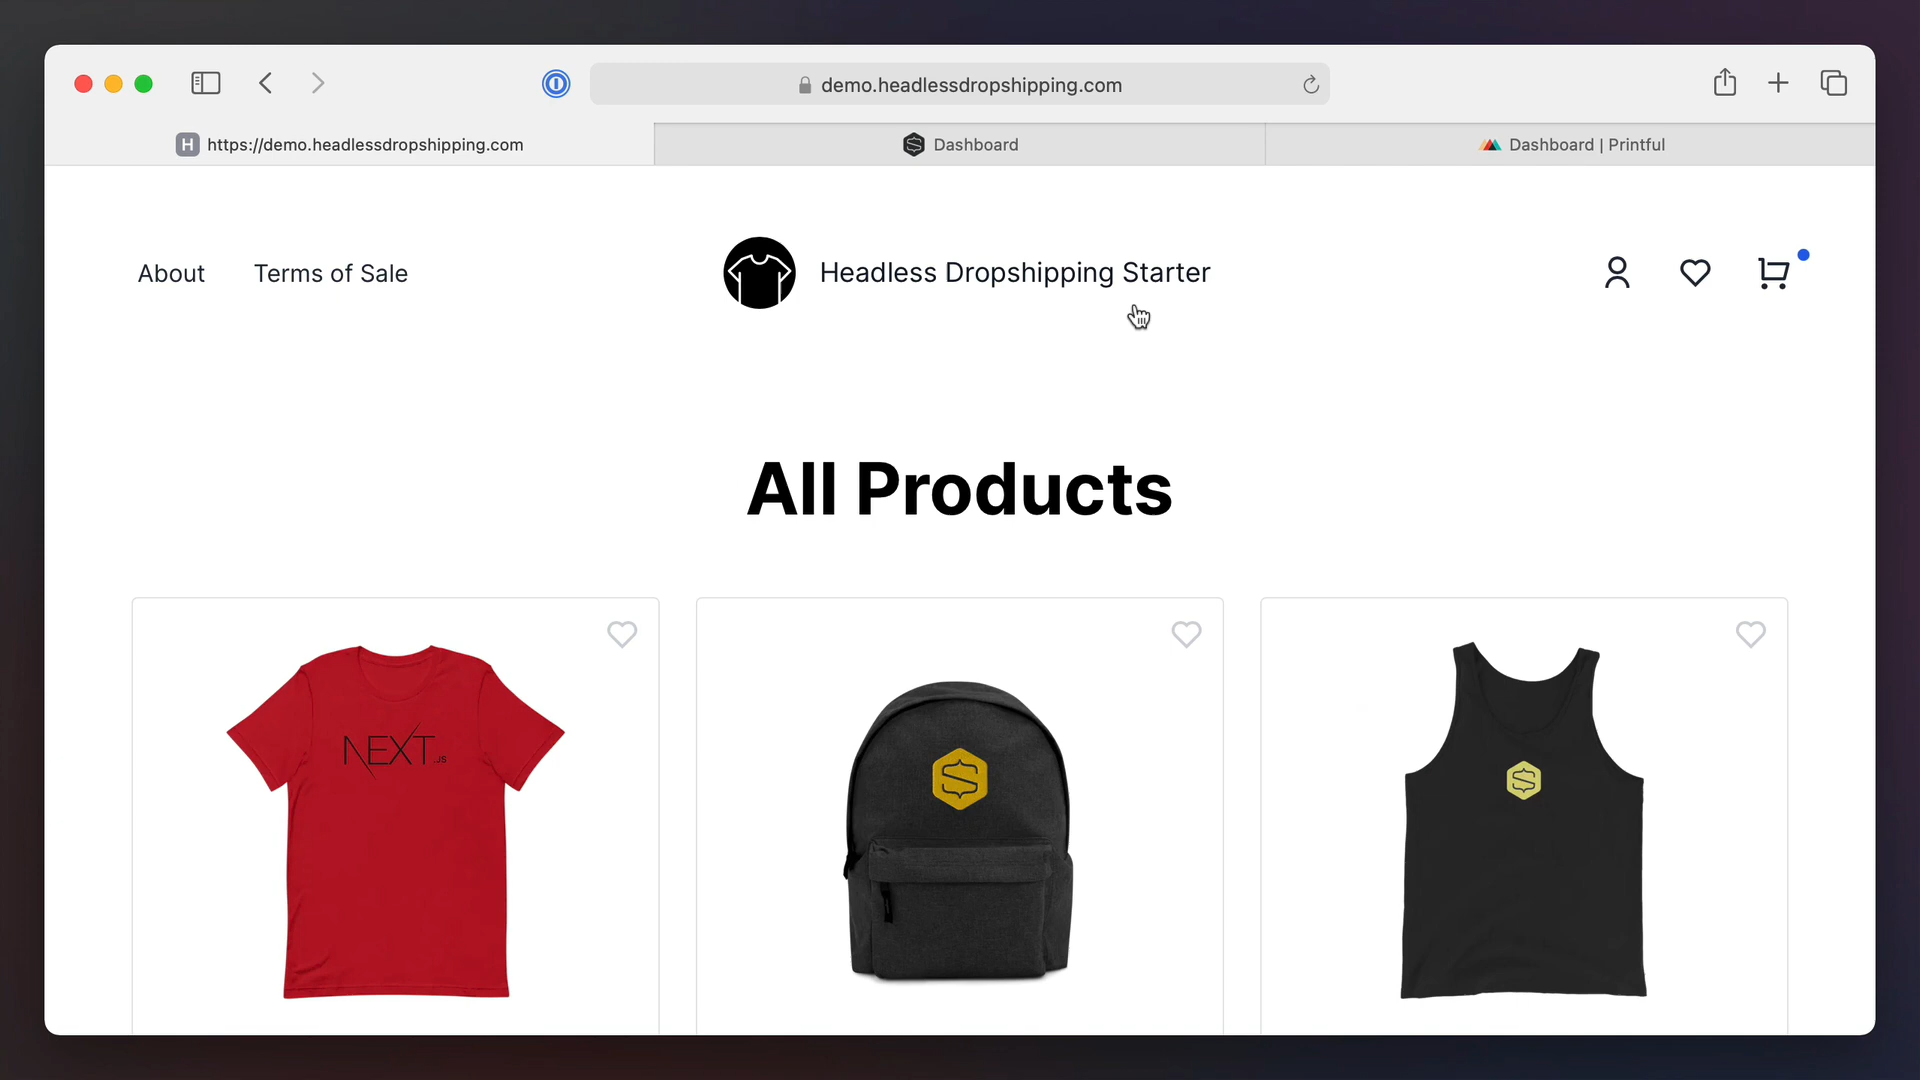 demo.headlessdropshipping.com
H https://demo.headlessdropshipping.com
Dashboard
Dashboard | Printful
About
Terms of Sale
Headless Dropshipping Starter
All Products
NEXT.JS
S
S